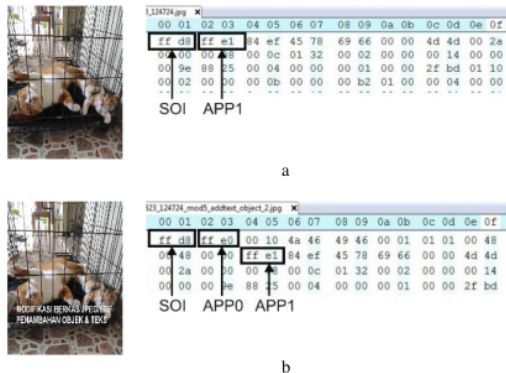 3_124724.jpg x
00 01 02 03 04 05 06 07 08 09 0a 0b 0c 0d 0e 0f
ff d8 ff e1 84 ef 45 78 69 66 00 00 4d 4d 00 2a
0c 01 32 00 02 00 00 00 14 00 00
00 9e 88 25 00 04 00 00 00 01 00 00 2f bd 01 10
00 02 00 0b 00 00 00 b2 01 00 00 04 00 00
SOI APP1
a
323_124724_mod5_addtext_object_2.jpg x
00 01 02 03 04 05 06 07 08 09 0a 0b 0c 0d 0e 0f
ff d8 ff e0 00 10 4a 46 49 46 00 01 01 01 00 48
48 00 ff e1 84 ef 45 78 69 66 00 00 4d 4d
00 2a 00 00 0c 01 32 00 02 00 00 00 14
00 00 9e 88 25 00 04 00 00 00 01 00 00 2f bd
MODIFIKASI BERKAS JPEG/EXIF
PENAMBAHAN OBJEK & TEKS
SOI APP0 APP1
b